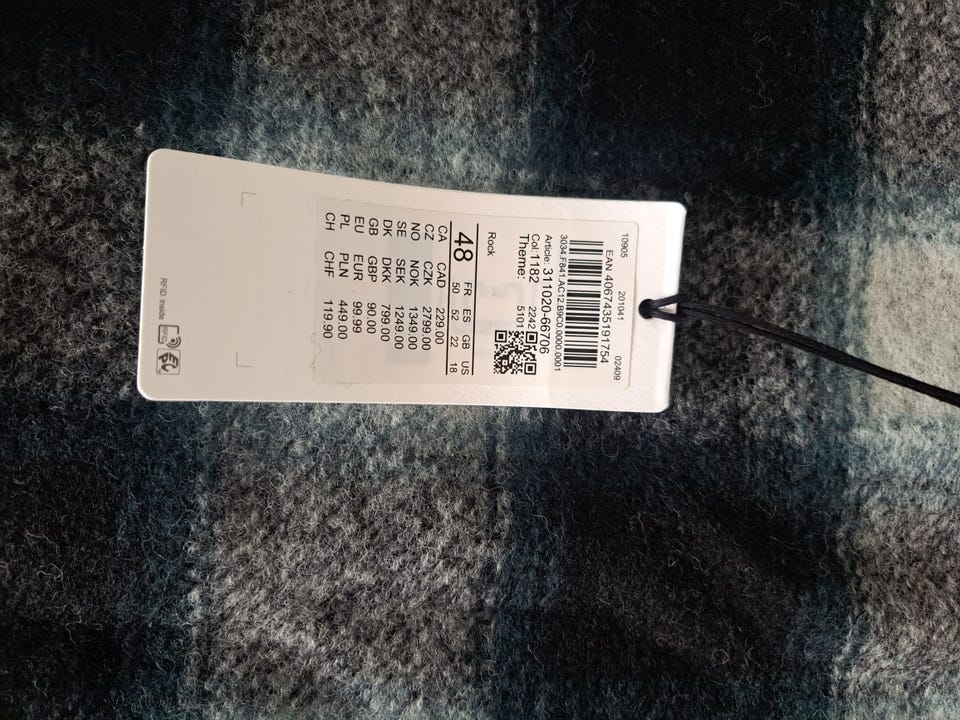 10905 201041 02409
EAN 4067435191754
3034.F841.AC12.B9C0.0000.0001
Article: 311020-66706
Col:1182 2242
Theme: 5101
Rock
48 FR ES GB US
50 52 22 18
CA CAD 229.00
CZ CZK 2799.00
NO NOK 1349.00
SE SEK 1249.00
DK DKK 799.00
GB GBP 90.00
EU EUR 99.99
PL PLN 449.00
CH CHF 119.90
RFID inside